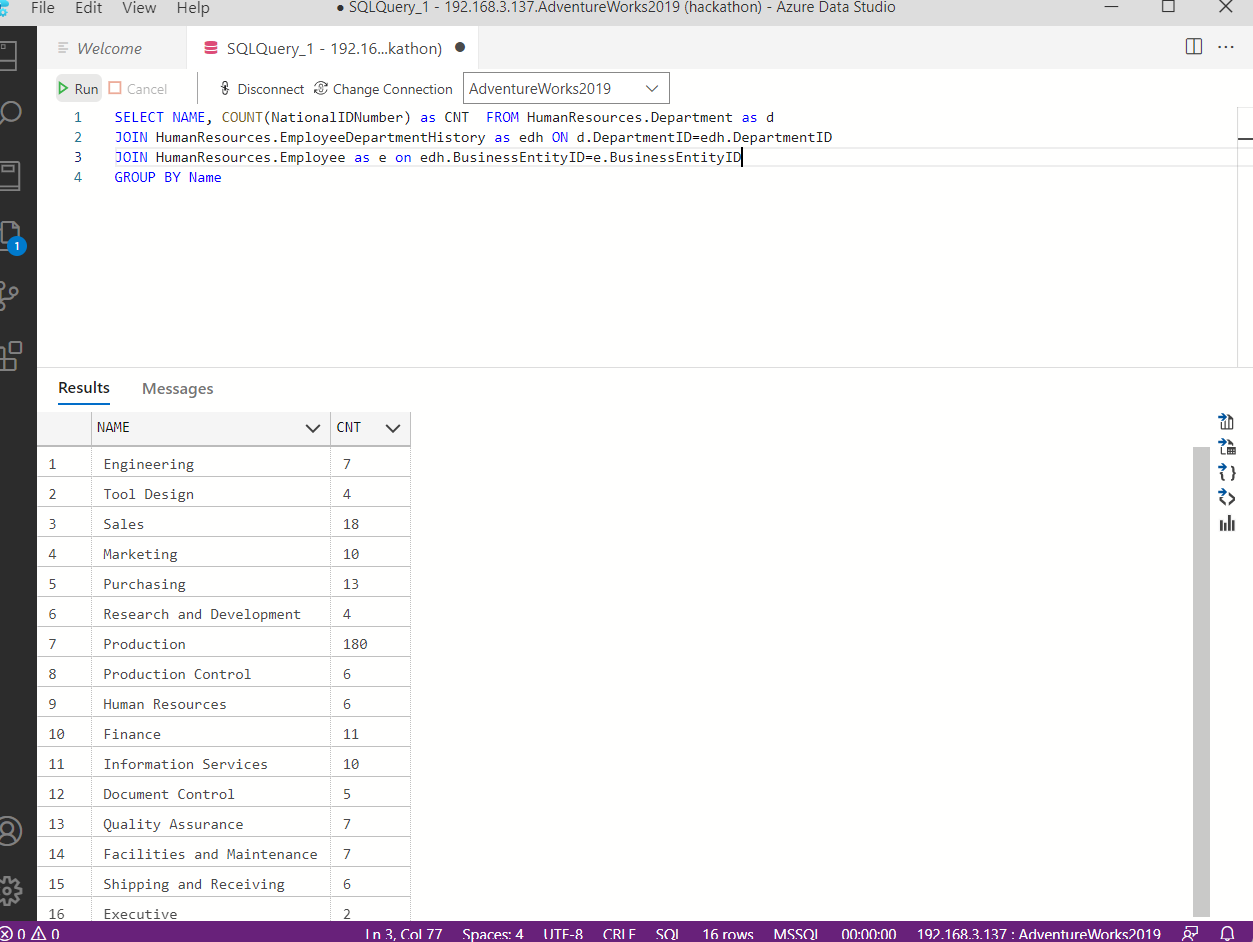 File Edit View Help ● SQLQuery_1 - 192.168.3.137.AdventureWorks2019 (hackathon) - Azure Data Studio
Welcome SQLQuery_1 - 192.16...kathon) ●
Run Cancel Disconnect Change Connection AdventureWorks2019
1 SELECT NAME, COUNT(NationalIDNumber) as CNT  FROM HumanResources.Department as d
2 JOIN HumanResources.EmployeeDepartmentHistory as edh ON d.DepartmentID=edh.DepartmentID
3 JOIN HumanResources.Employee as e on edh.BusinessEntityID=e.BusinessEntityID
4 GROUP BY Name
1
Results Messages
NAME CNT
1 Engineering 7
2 Tool Design 4
3 Sales 18
4 Marketing 10
5 Purchasing 13
6 Research and Development 4
7 Production 180
8 Production Control 6
9 Human Resources 6
10 Finance 11
11 Information Services 10
12 Document Control 5
13 Quality Assurance 7
14 Facilities and Maintenance 7
15 Shipping and Receiving 6
16 Executive 2
0 0 Ln 3, Col 77 Spaces: 4 UTF-8 CRLF SQL 16 rows MSSQL 00:00:00 192.168.3.137 : AdventureWorks2019